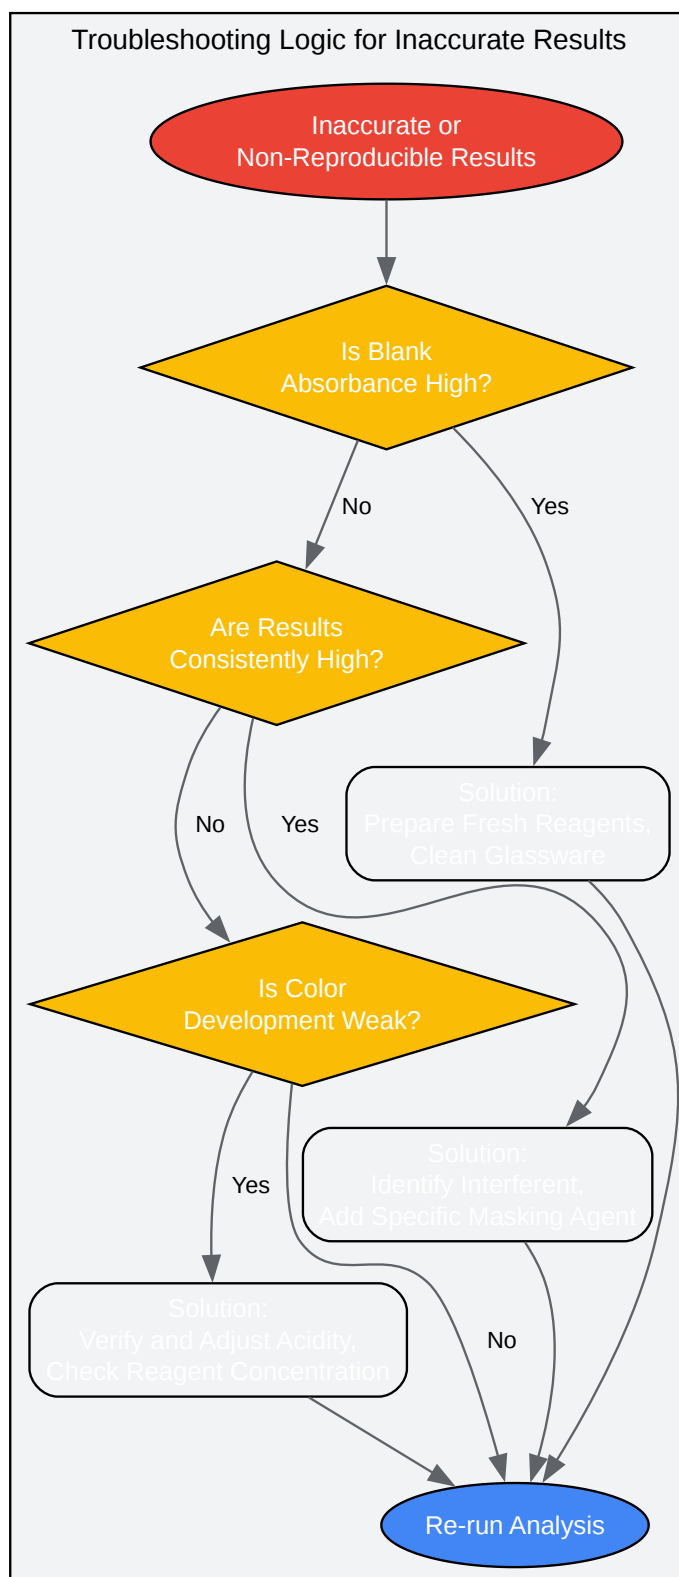 Troubleshooting Logic for Inaccurate Results
Inaccurate or
Non-Reproducible Results
Is Blank
Absorbance High?
No
Yes
Are Results
Consistently High?
No
Yes
Solution:
Prepare Fresh Reagents,
Clean Glassware
Is Color
Development Weak?
Yes
Solution:
Identify Interferent,
Add Specific Masking Agent
Solution:
Verify and Adjust Acidity,
Check Reagent Concentration
No
Re-run Analysis